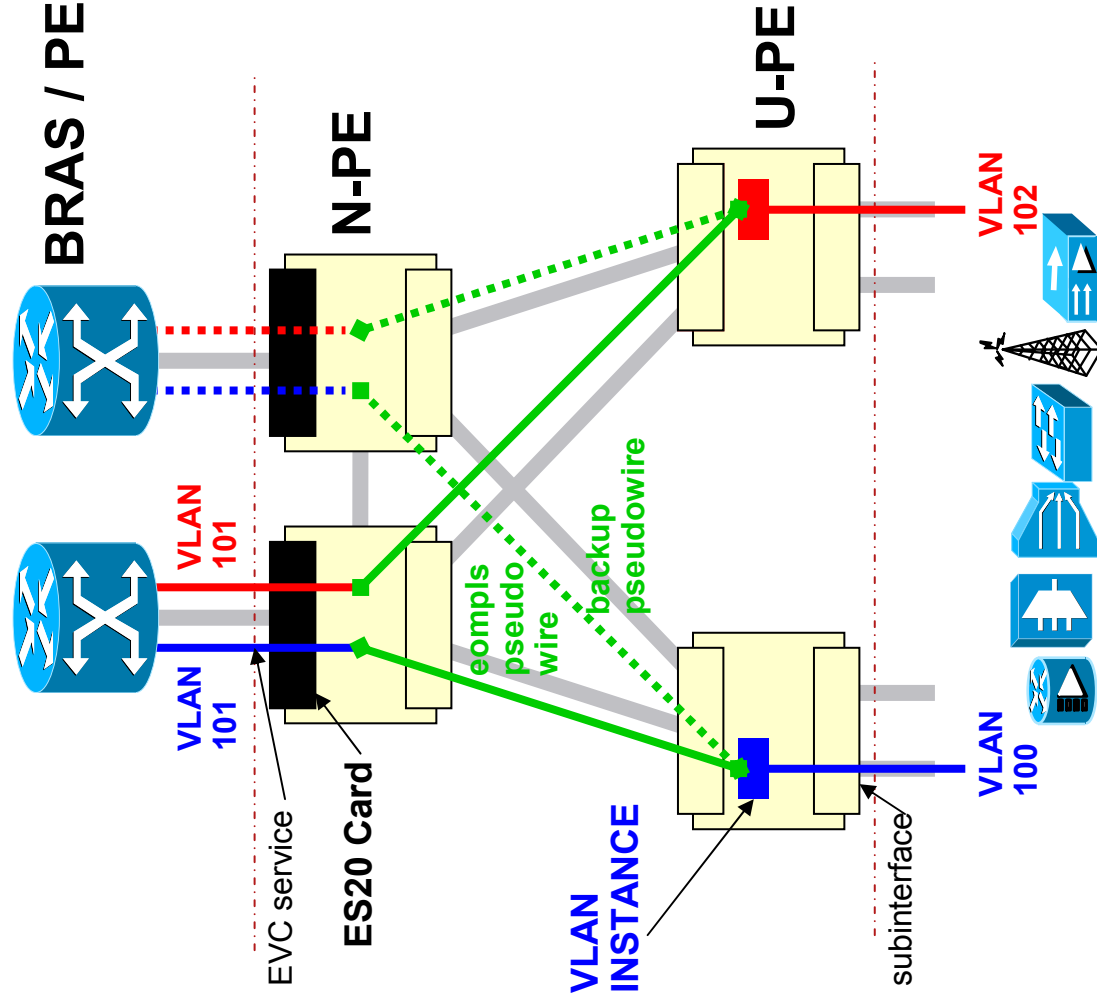 BRAS / PE
N-PE
U-PE
VLAN
101
VLAN
101
EVC service
ES20 Card
eompls
pseudo
wire
backup
pseudowire
VLAN
INSTANCE
subinterface
VLAN
100
VLAN
102